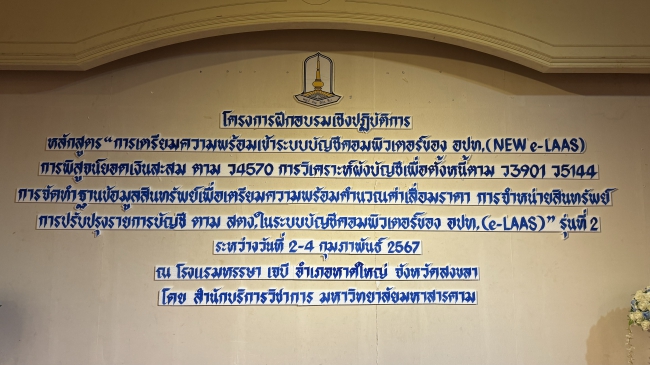 โครงการฝึกอบรมเชิงปฏิบัติการ
หลักสูตร "การเตรียมความพร้อมเข้าระบบบัญชีคอมพิวเตอร์ของ อปท.(NEW e-LAAS)
การพิสูจน์ยอดเงินสะสม ตาม ว4570 การวิเคราะห์ผังบัญชีเพื่อตั้งหนี้ตาม ว3901 ว5144
การจัดทำฐานข้อมูลสินทรัพย์เพื่อเตรียมความพร้อมคำนวณค่าเสื่อมราคา การจำหน่ายสินทรัพย์
การปรับปรุงรายการบัญชี ตาม สตง.ในระบบบัญชีคอมพิวเตอร์ของ อปท.(e-LAAS)" รุ่นที่ 2
ระหว่างวันที่ 2-4 กุมภาพันธ์ 2567
ณ โรงแรมหรรษา เจบี อำเภอหาดใหญ่ จังหวัดสงขลา
โดย สำนักบริการวิชาการ มหาวิทยาลัยมหาสารคาม